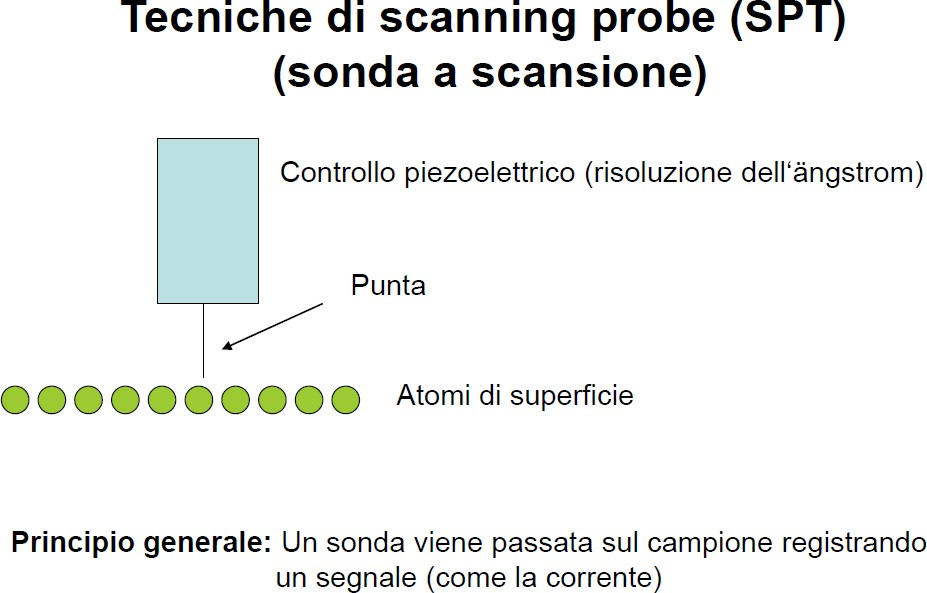 Tecniche di scanning probe (SPT)
(sonda a scansione)
Controllo piezoelettrico (risoluzione dell‘ängstrom)
Punta
Atomi di superficie
Principio generale: Un sonda viene passata sul campione registrando
un segnale (come la corrente)